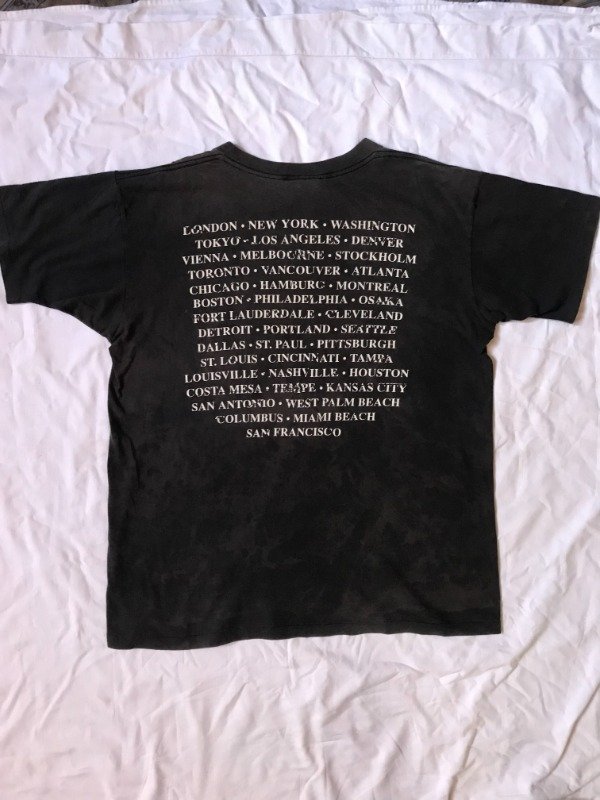 LONDON • NEW YORK • WASHINGTON
TOKYO • LOS ANGELES • DENVER
VIENNA • MELBOURNE • STOCKHOLM
TORONTO • VANCOUVER • ATLANTA
CHICAGO • HAMBURG • MONTREAL
BOSTON • PHILADELPHIA • OSAKA
FORT LAUDERDALE • CLEVELAND
DETROIT • PORTLAND • SEATTLE
DALLAS • ST. PAUL • PITTSBURGH
ST. LOUIS • CINCINNATI • TAMPA
LOUISVILLE • NASHVILLE • HOUSTON
COSTA MESA • TEMPE • KANSAS CITY
SAN ANTONIO • WEST PALM BEACH
COLUMBUS • MIAMI BEACH
SAN FRANCISCO